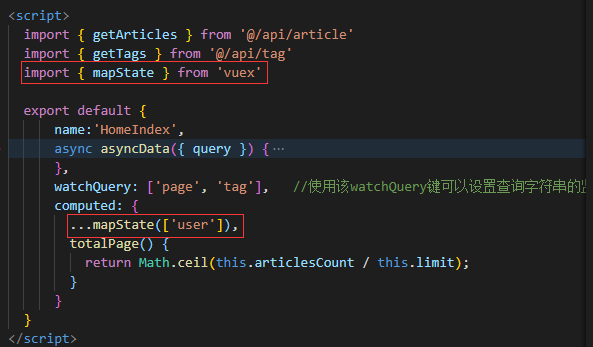 <script>
import { getArticles } from '@/api/article'
import { getTags } from '@/api/tag'
import { mapState } from 'vuex'
export default {
name:'HomeIndex',
async asyncData({ query }) {…
},
watchQuery: ['page', 'tag'], //使用该watchQuery键可以设置查询字符串的
computed: {
...mapState(['user']),
totalPage() {
return Math.ceil(this.articlesCount / this.limit);
}
}
}
</script>